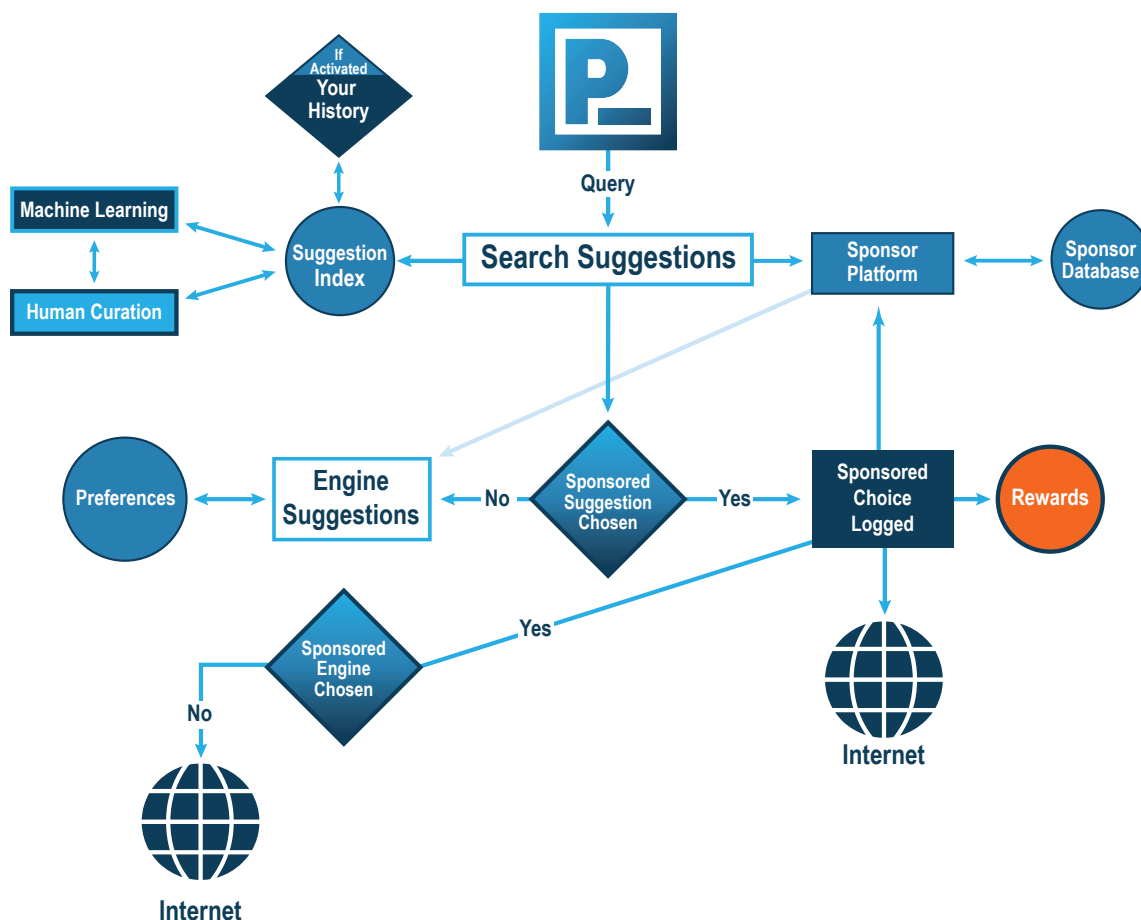 If
Activated
Your
History
P_
Query
Machine Learning
Human Curation
Suggestion
Index
Search Suggestions
Sponsor
Platform
Sponsor
Database
Preferences
Engine
Suggestions
No
Sponsored
Suggestion
Chosen
Yes
Sponsored
Choice
Logged
Rewards
Yes
Sponsored
Engine
Chosen
No
Internet
Internet